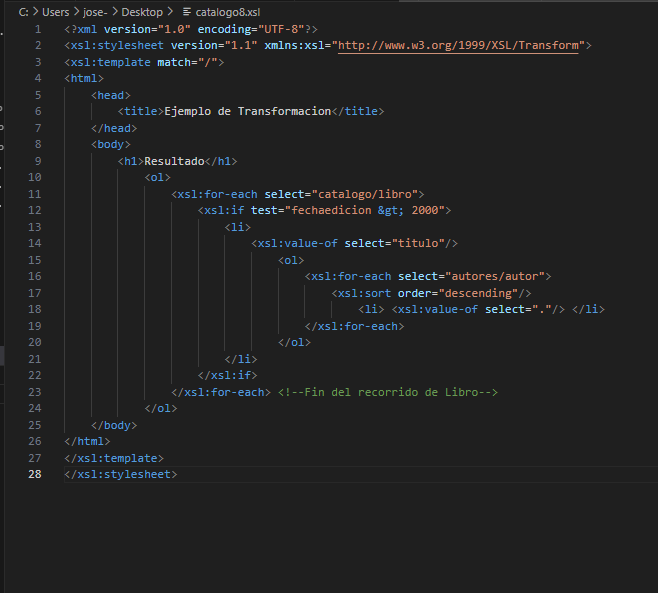 C: > Users > jose- > Desktop > catalogo8.xsl
1 <?xml version="1.0" encoding="UTF-8"?>
2 <xsl:stylesheet version="1.1" xmlns:xsl="http://www.w3.org/1999/XSL/Transform">
3 <xsl:template match="/">
4 <html>
5 <head>
6 <title>Ejemplo de Transformacion</title>
7 </head>
8 <body>
9 <h1>Resultado</h1>
10 <ol>
11 <xsl:for-each select="catalogo/libro">
12 <xsl:if test="fechaedicion &gt; 2000">
13 <li>
14 <xsl:value-of select="titulo"/>
15 <ol>
16 <xsl:for-each select="autores/autor">
17 <xsl:sort order="descending"/>
18 <li> <xsl:value-of select="."/> </li>
19 </xsl:for-each>
20 </ol>
21 </li>
22 </xsl:if>
23 </xsl:for-each> <!--Fin del recorrido de Libro-->
24 </ol>
25 </body>
26 </html>
27 </xsl:template>
28 </xsl:stylesheet>